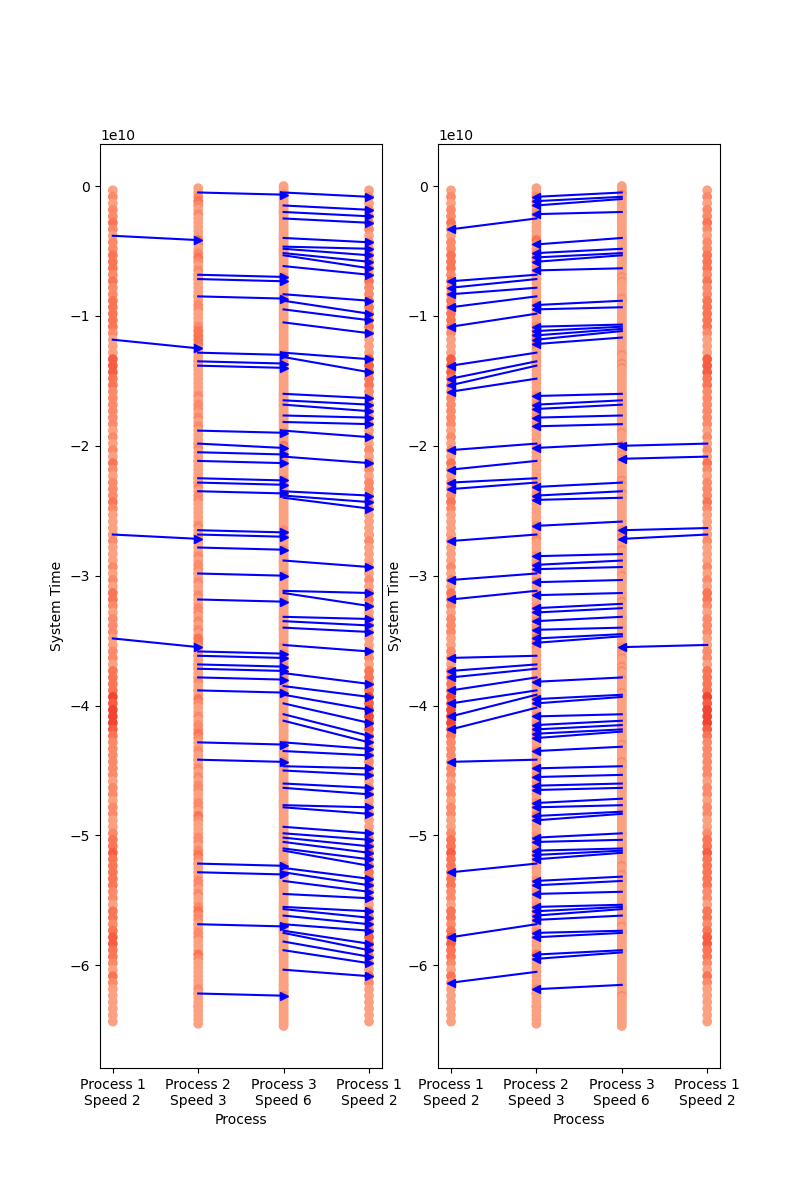 1e10
0
−1
−2
−3
−4
−5
−6
System Time
Process 1
Speed 2
Process 2
Speed 3
Process 3
Speed 6
Process 1
Speed 2
Process
1e10
0
−1
−2
−3
−4
−5
−6
System Time
Process 1
Speed 2
Process 2
Speed 3
Process 3
Speed 6
Process 1
Speed 2
Process